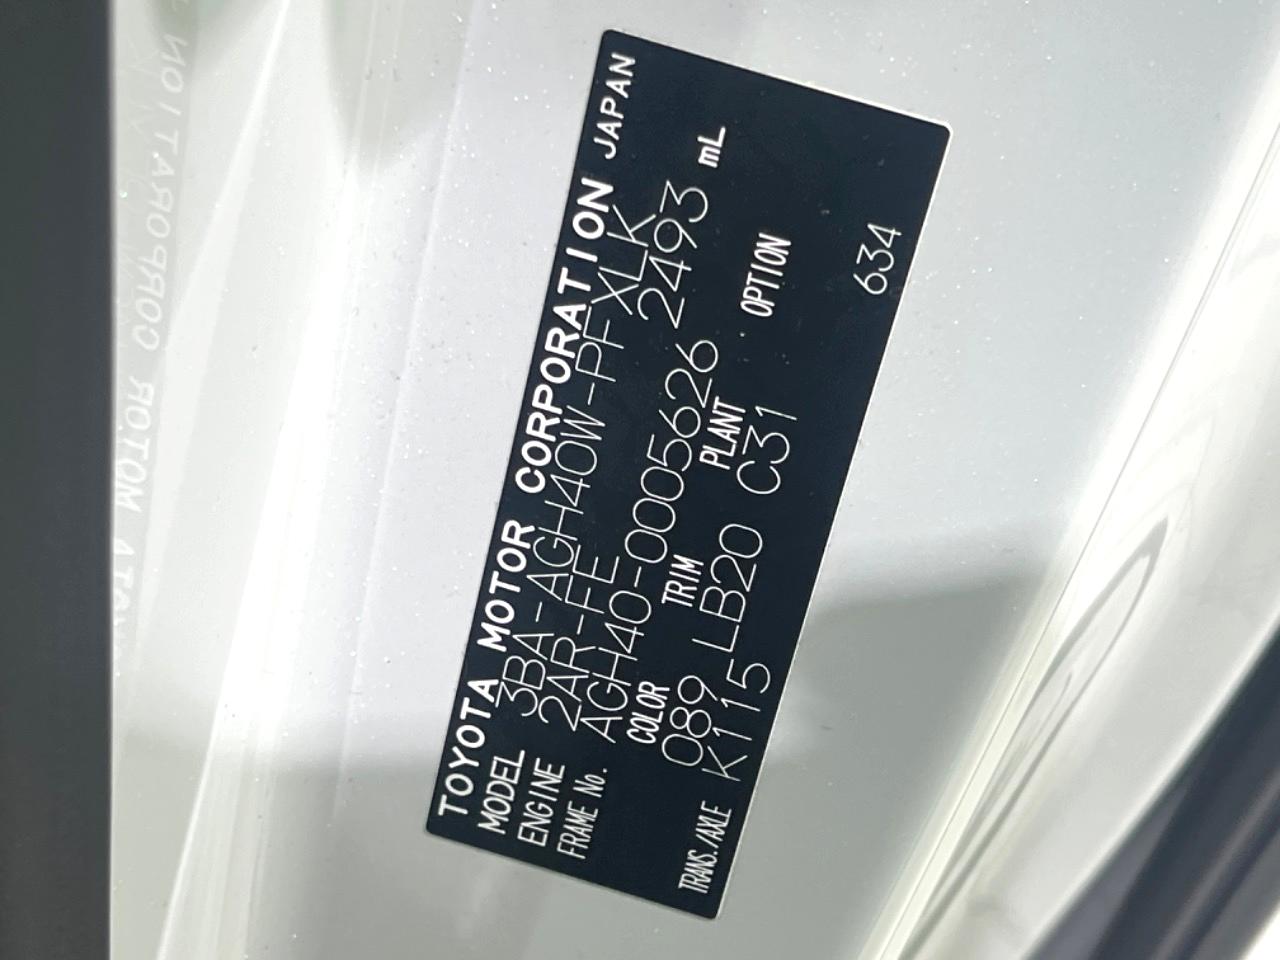 TOYOTA MOTOR CORPORATION JAPAN
MODEL 3BA-AGH40W-PFXLK
ENGINE 2AR-FE 2493 mL
FRAME No. AGH40-0005626
COLOR TRIM PLANT OPTION
089 LB20 C31
TRANS./AXLE K115 634